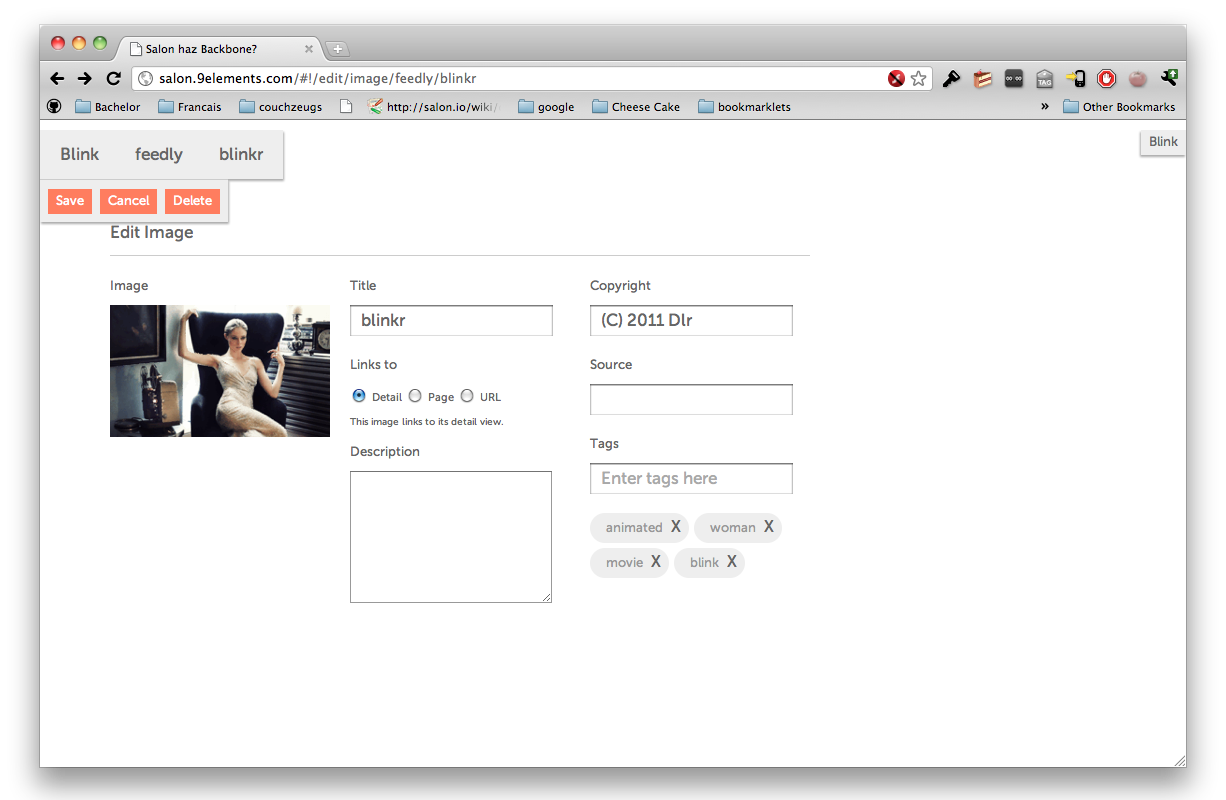 Salon haz Backbone?
salon.9elements.com/#!/edit/image/feedly/blinkr
TAG
Bachelor Francais couchzeugs http://salon.io/wiki/ google Cheese Cake bookmarklets » Other Bookmarks
Blink feedly blinkr
Blink
Save Cancel Delete
Edit Image
Image Title Copyright
blinkr (C) 2011 Dlr
Links to Source
Detail Page URL
This image links to its detail view.
Description Tags
Enter tags here
animated X woman X
movie X blink X